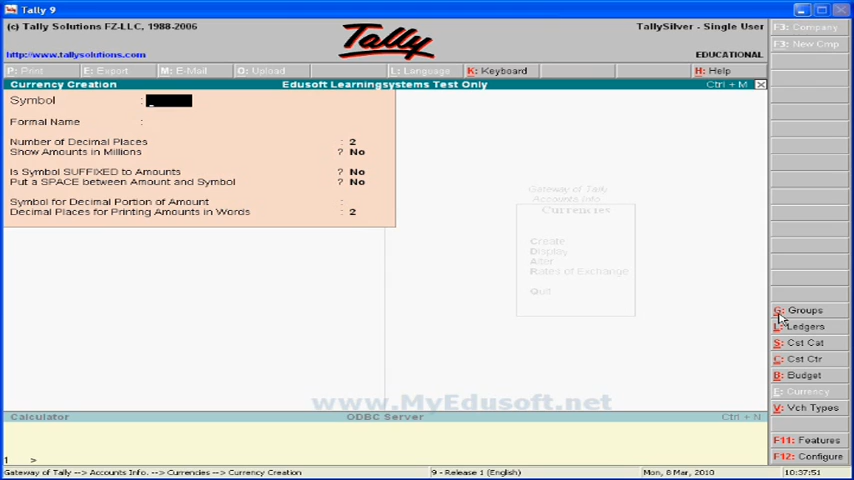 Tally 9
(c) Tally Solutions FZ-LLC, 1988-2006
TallySilver - Single User
Tally
http://www.tallysolutions.com
EDUCATIONAL
P: Print E: Export M: E-Mail O: Upload L: Language K: Keyboard H: Help
Currency Creation Edusoft Learningsystems Test Only Ctrl + M
Symbol :
Formal Name :
Number of Decimal Places : 2
Show Amounts in Millions ? No
Is Symbol SUFFIXED to Amounts ? No
Put a SPACE between Amount and Symbol ? No
Symbol for Decimal Portion of Amount :
Decimal Places for Printing Amounts in Words : 2
Gateway of Tally
Accounts Info.
Currencies
Create
Display
Alter
Rates of Exchange
Quit
F3: Company
F3: New Cmp
G: Groups
L: Ledgers
S: Cst Cat
C: Cst Ctr
B: Budget
E: Currency
V: Vch Types
F11: Features
F12: Configure
www.MyEdusoft.net
Calculator ODBC Server Ctrl + N
1 >
Gateway of Tally --> Accounts Info. --> Currencies --> Currency Creation 9 - Release 1 (English) Mon, 8 Mar, 2010 10:37:51